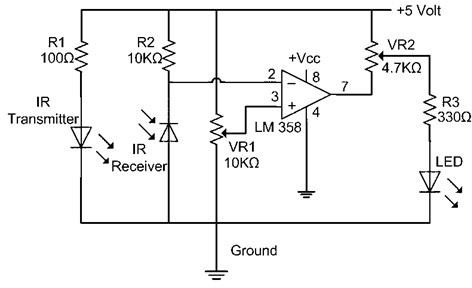 +5 Volt
R1
100Ω
R2
10KΩ
+Vcc
8
VR2
4.7KΩ
2
−
7
3
+
4
LM 358
R3
330Ω
IR
Transmitter
IR
Receiver
VR1
10KΩ
LED
Ground